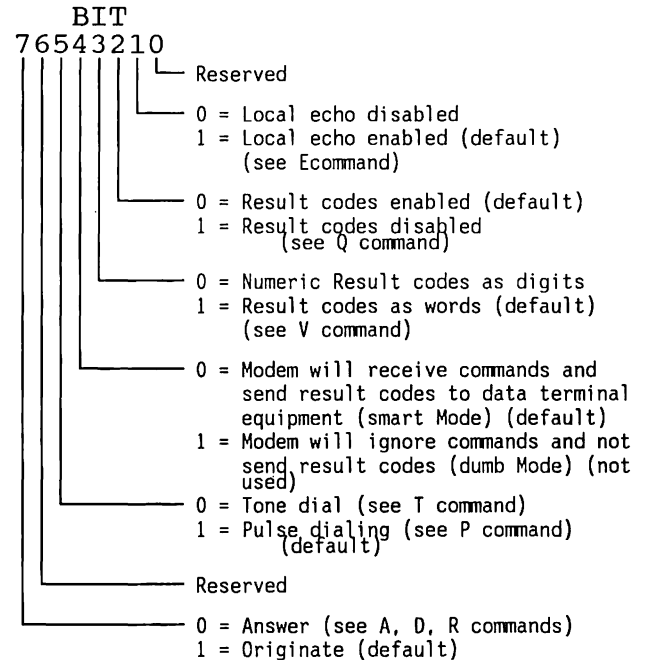 BIT
76543210
Reserved
0 = Local echo disabled
1 = Local echo enabled (default)
(see Ecommand)
0 = Result codes enabled (default)
1 = Result codes disabled
(see Q command)
0 = Numeric Result codes as digits
1 = Result codes as words (default)
(see V command)
0 = Modem will receive commands and
send result codes to data terminal
equipment (smart Mode) (default)
1 = Modem will ignore commands and not
send result codes (dumb Mode) (not
used)
0 = Tone dial (see T command)
1 = Pulse dialing (see P command)
(default)
Reserved
0 = Answer (see A, D, R commands)
1 = Originate (default)